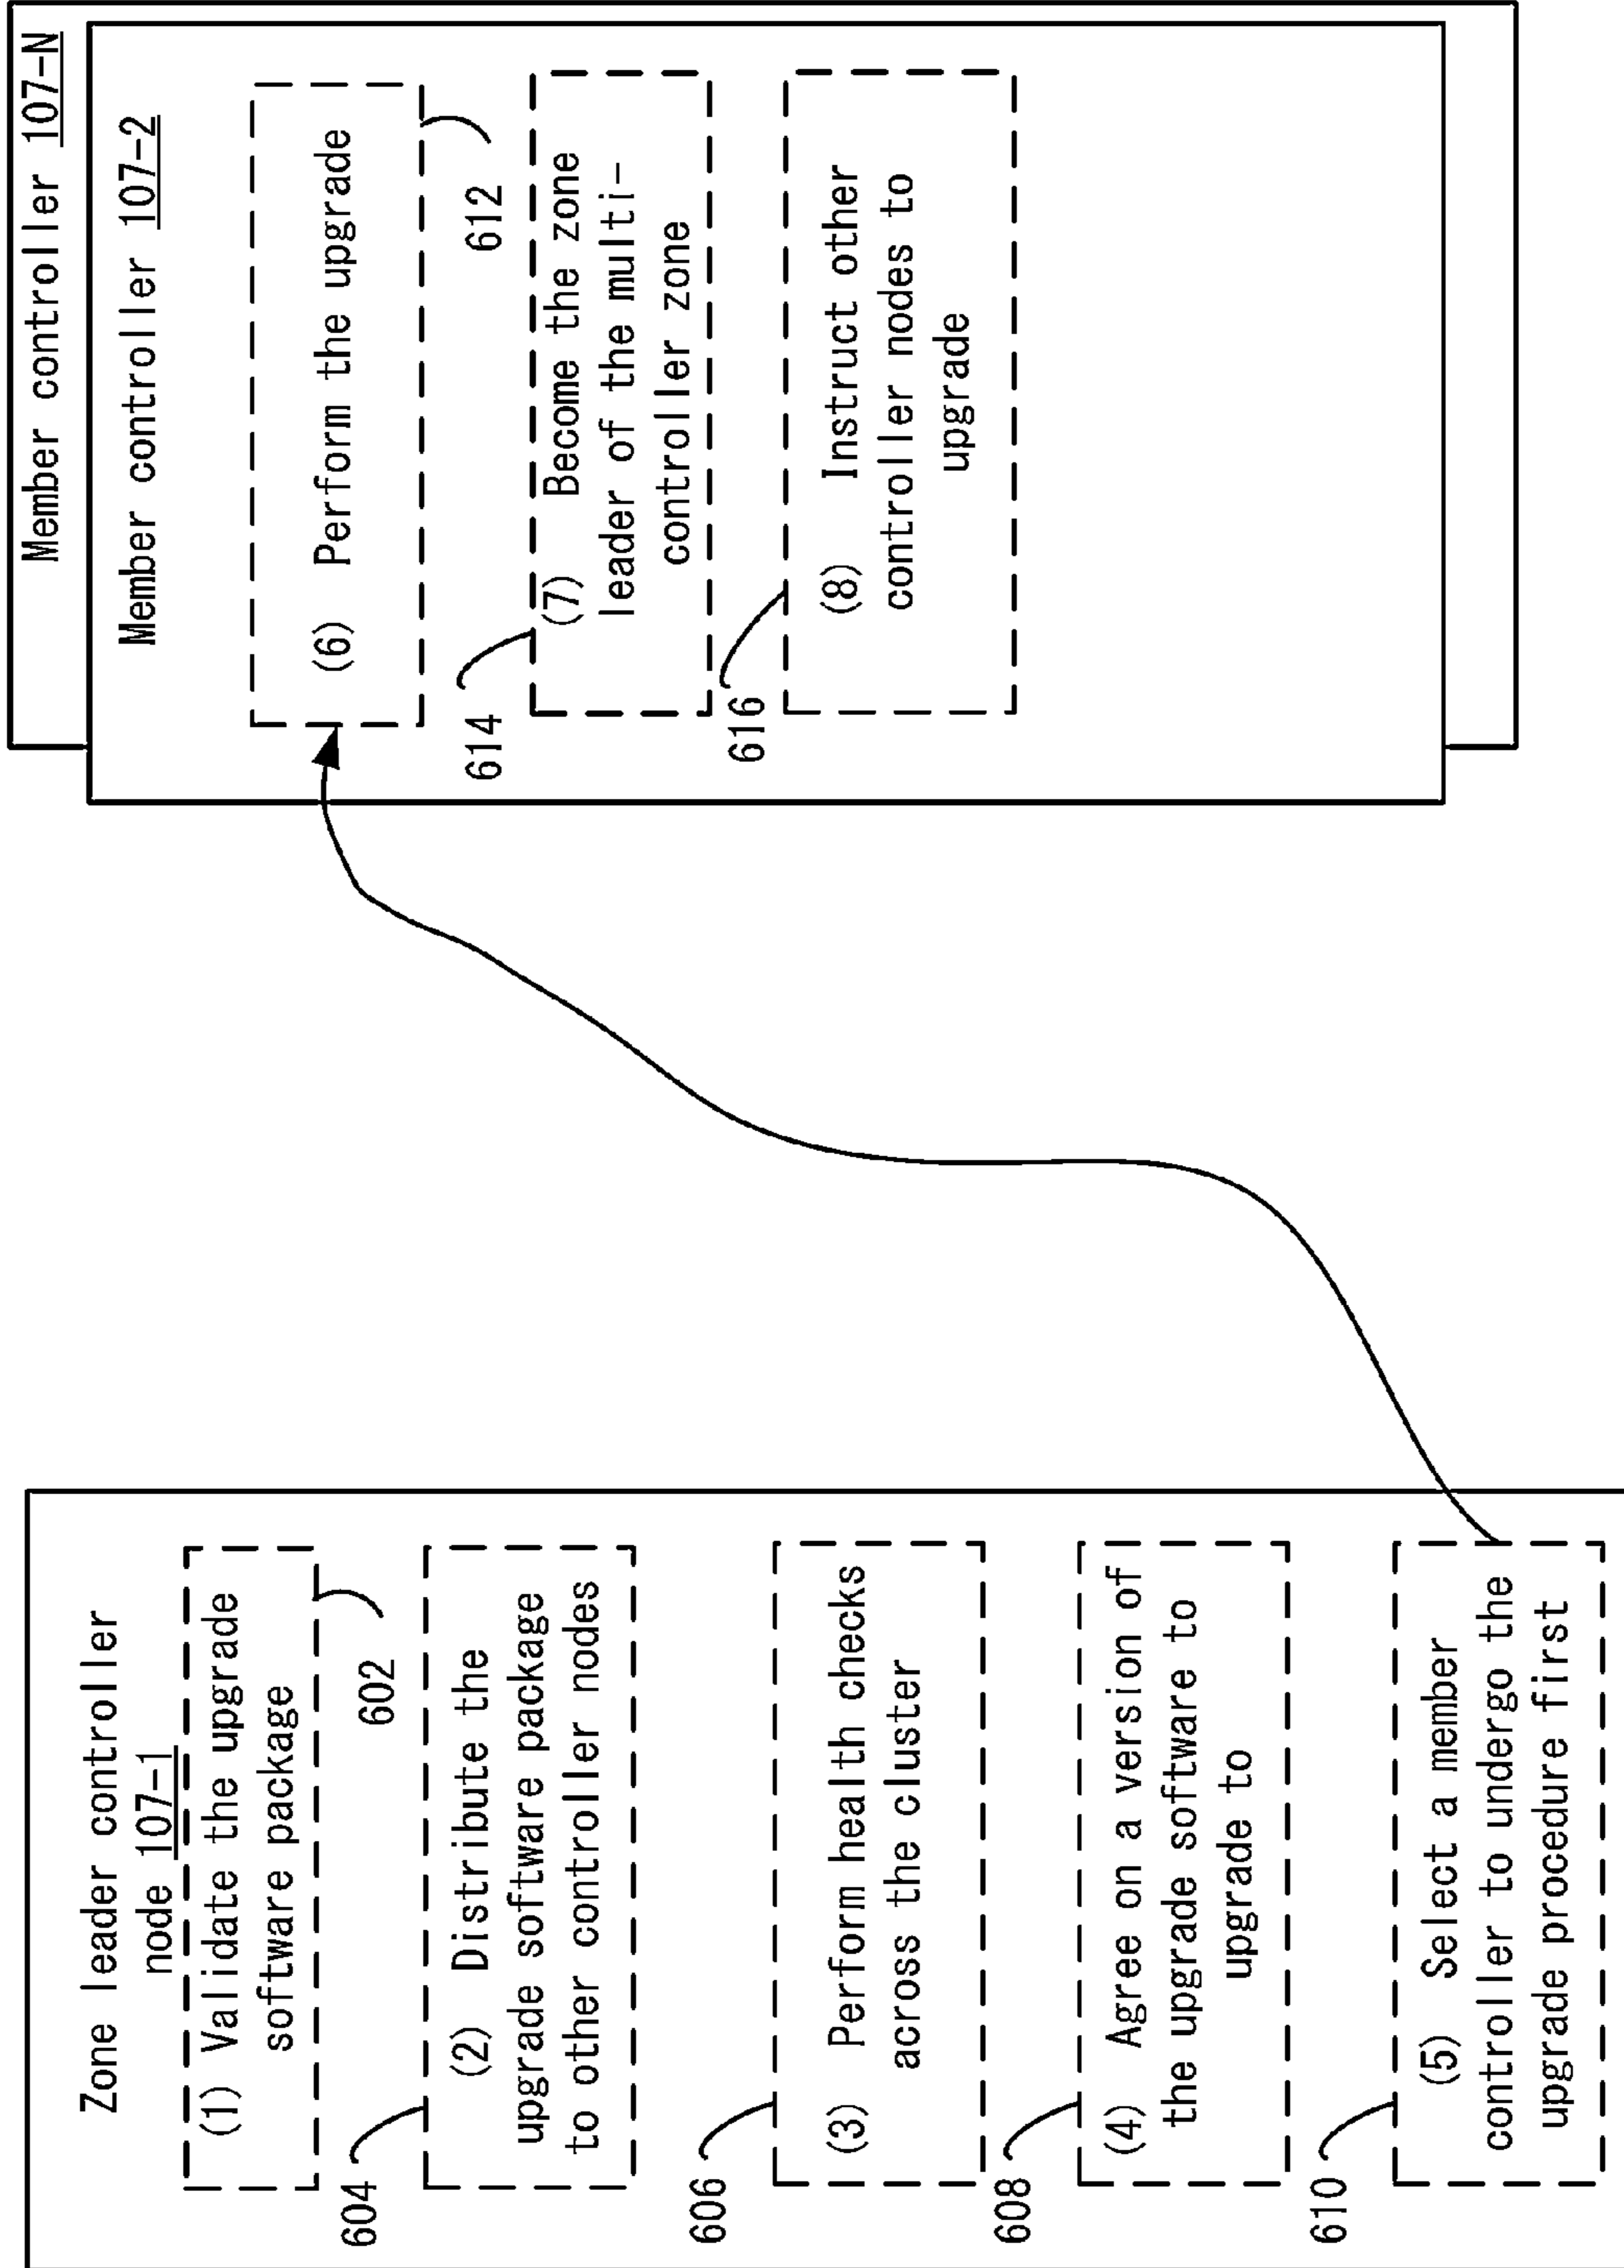 Zone leader controller
node 107-1
(1) Validate the upgrade
software package
602
604
(2) Distribute the
upgrade software package
to other controller nodes
606
(3) Perform health checks
across the cluster
608
(4) Agree on a version of
the upgrade software to
upgrade to
610
(5) Select a member
controller to undergo the
upgrade procedure first
Member controller 107-N
Member controller 107-2
(6) Perform the upgrade
612
614
(7) Become the zone
leader of the multi-
controller zone
616
(8) Instruct other
controller nodes to
upgrade